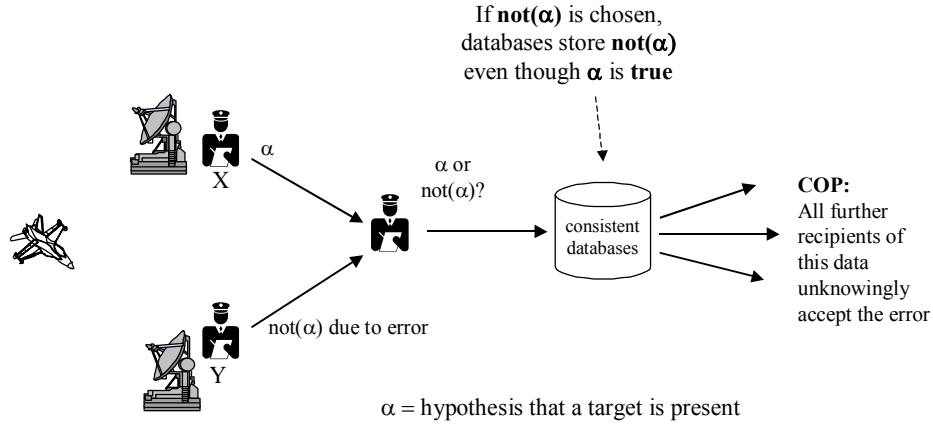 If not(α) is chosen,
databases store not(α)
even though α is true
α
X
α or
not(α)?
consistent
databases
COP:
All further
recipients of
this data
unknowingly
accept the error
not(α) due to error
Y
α = hypothesis that a target is present